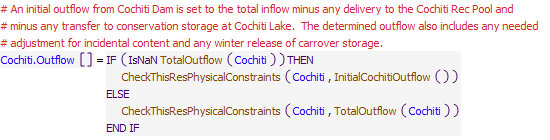 # An initial outflow from Cochiti Dam is set to the total inflow minus any delivery to the Cochiti Rec Pool and
# minus any transfer to conservation storage at Cochiti Lake.  The determined outflow also includes any needed
# adjustment for incidental content and any winter release of carrover storage.
Cochiti.Outflow [] = IF ( IsNaN TotalOutflow ( Cochiti ) ) THEN
CheckThisResPhysicalConstraints ( Cochiti , InitialCochitiOutflow ( ) )
ELSE
CheckThisResPhysicalConstraints ( Cochiti , TotalOutflow ( Cochiti ) )
END IF